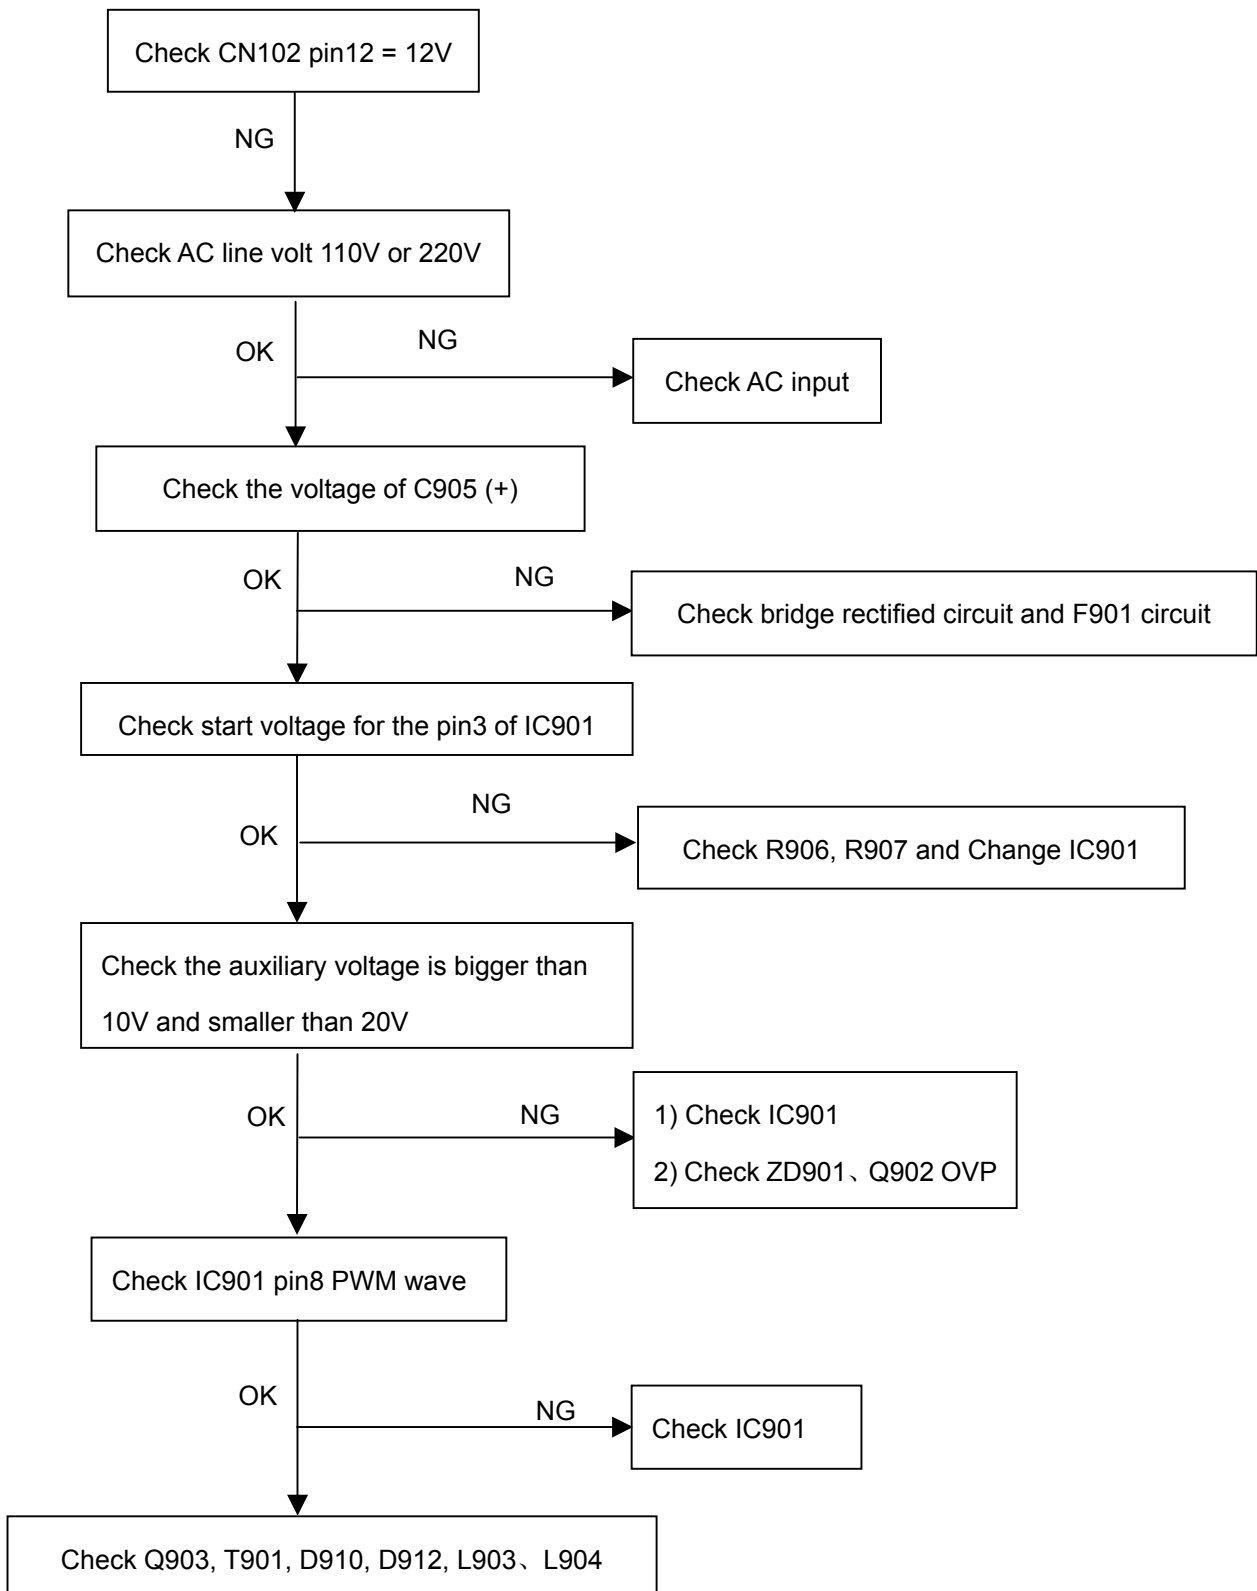 Check CN102 pin12 = 12V
NG
Check AC line volt 110V or 220V
OK
NG
Check AC input
Check the voltage of C905 (+)
OK
NG
Check bridge rectified circuit and F901 circuit
Check start voltage for the pin3 of IC901
OK
NG
Check R906, R907 and Change IC901
Check the auxiliary voltage is bigger than
10V and smaller than 20V
OK
NG
1) Check IC901
2) Check ZD901、Q902 OVP
Check IC901 pin8 PWM wave
OK
NG
Check IC901
Check Q903, T901, D910, D912, L903、L904